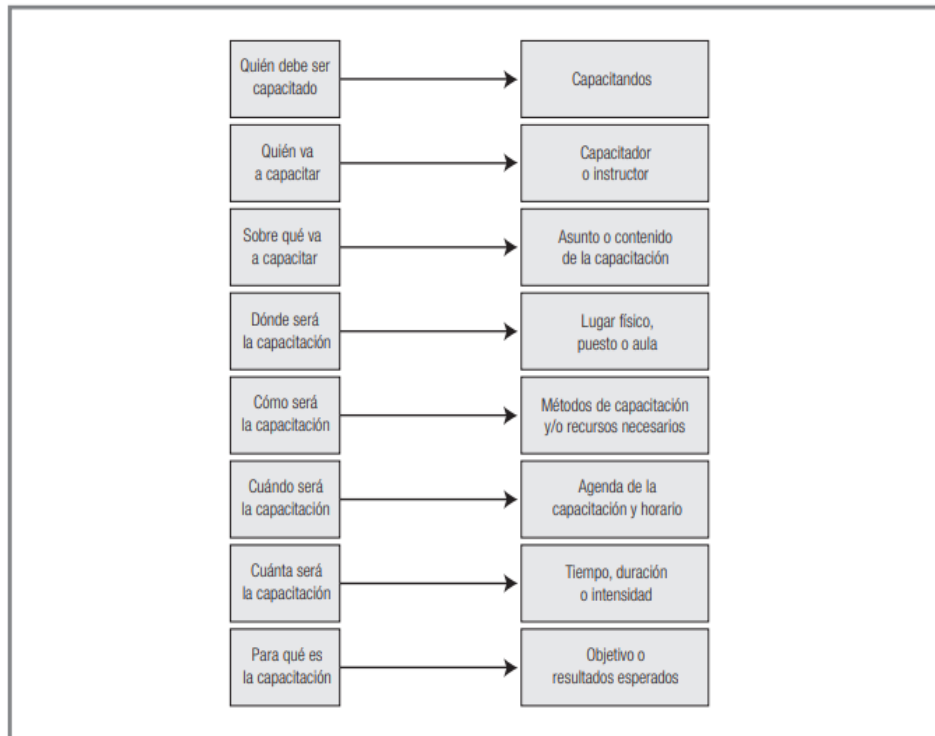 Quién debe ser
capacitado
Capacitandos
Quién va
a capacitar
Capacitador
o instructor
Sobre qué va
a capacitar
Asunto o contenido
de la capacitación
Dónde será
la capacitación
Lugar físico,
puesto o aula
Cómo será
la capacitación
Métodos de capacitación
y/o recursos necesarios
Cuándo será
la capacitación
Agenda de la
capacitación y horario
Cuánta será
la capacitación
Tiempo, duración
o intensidad
Para qué es
la capacitación
Objetivo o
resultados esperados